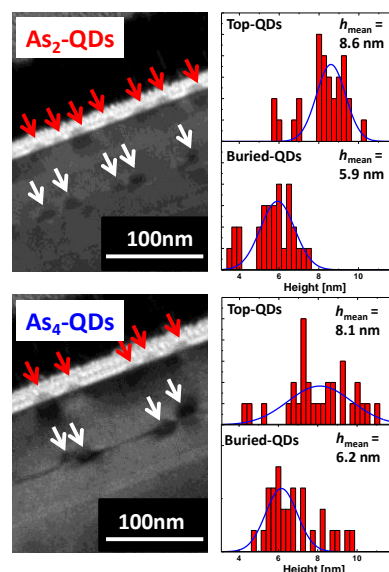 As₂-QDs
100nm
Top-QDs
hmean =
8.6 nm
Buried-QDs
hmean =
5.9 nm
4 6 8 10
Height [nm]
As₄-QDs
100nm
Top-QDs
hmean =
8.1 nm
Buried-QDs
hmean =
6.2 nm
4 6 8 10
Height [nm]